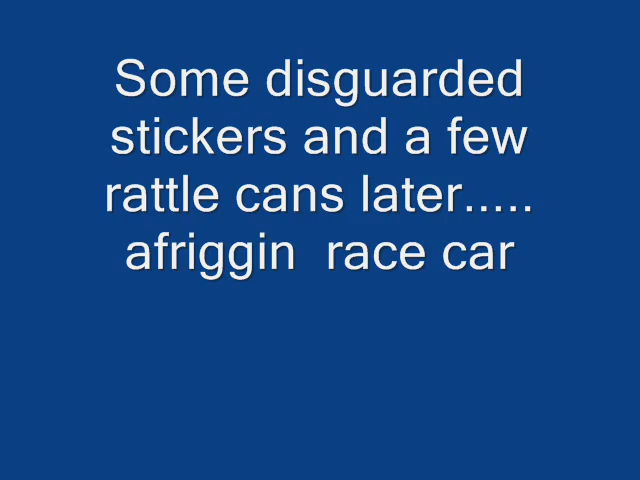 Some disguarded
stickers and a few
rattle cans later.....
afriggin  race car